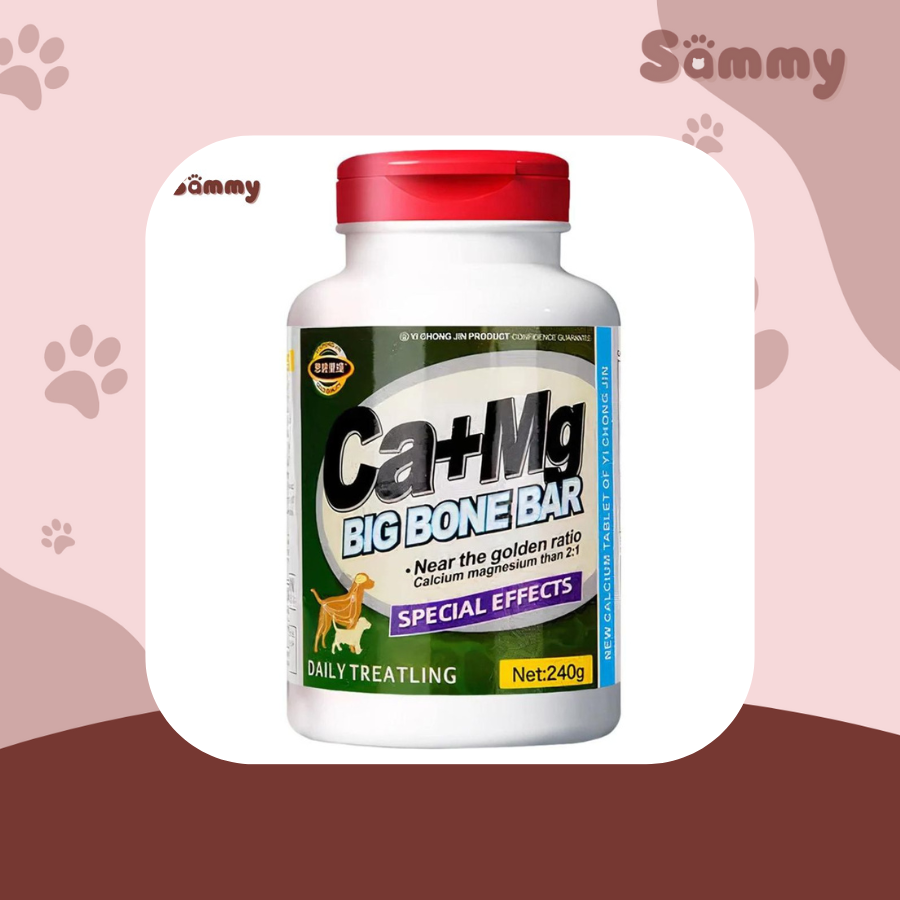 Sammy
Sammy
YI CHONG JIN PRODUCT CONFIDENCE GUARANTEE
Ca+Mg
BIG BONE BAR
• Near the golden ratio
Calcium magnesium than 2:1
SPECIAL EFFECTS
DAILY TREATLING
Net:240g
NEW CALCIUM TABLET OF YI CHONG JIN